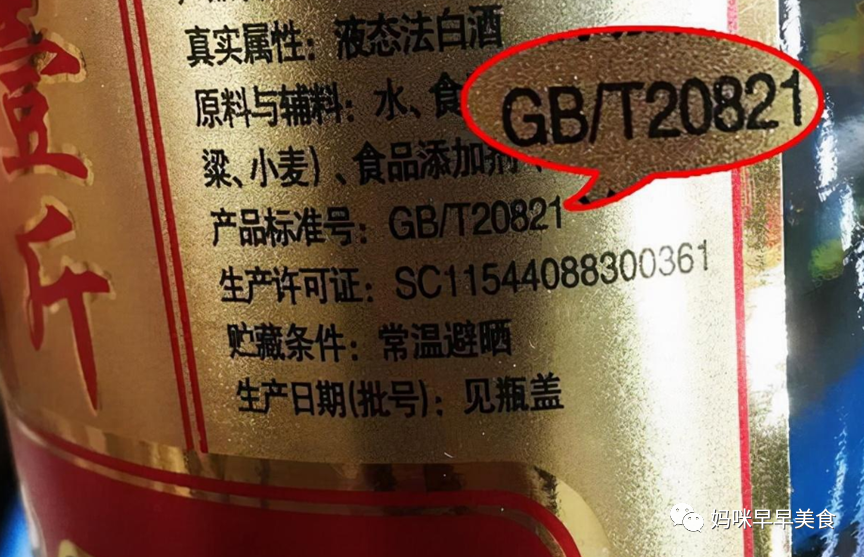 壹斤
真实属性：液态法白酒
原料与辅料：水、食
GB/T20821
粱、小麦）、食品添加剂
产品标准号：GB/T20821
生产许可证：SC11544088300361
贮藏条件：常温避晒
生产日期(批号)：见瓶盖
妈咪早早美食